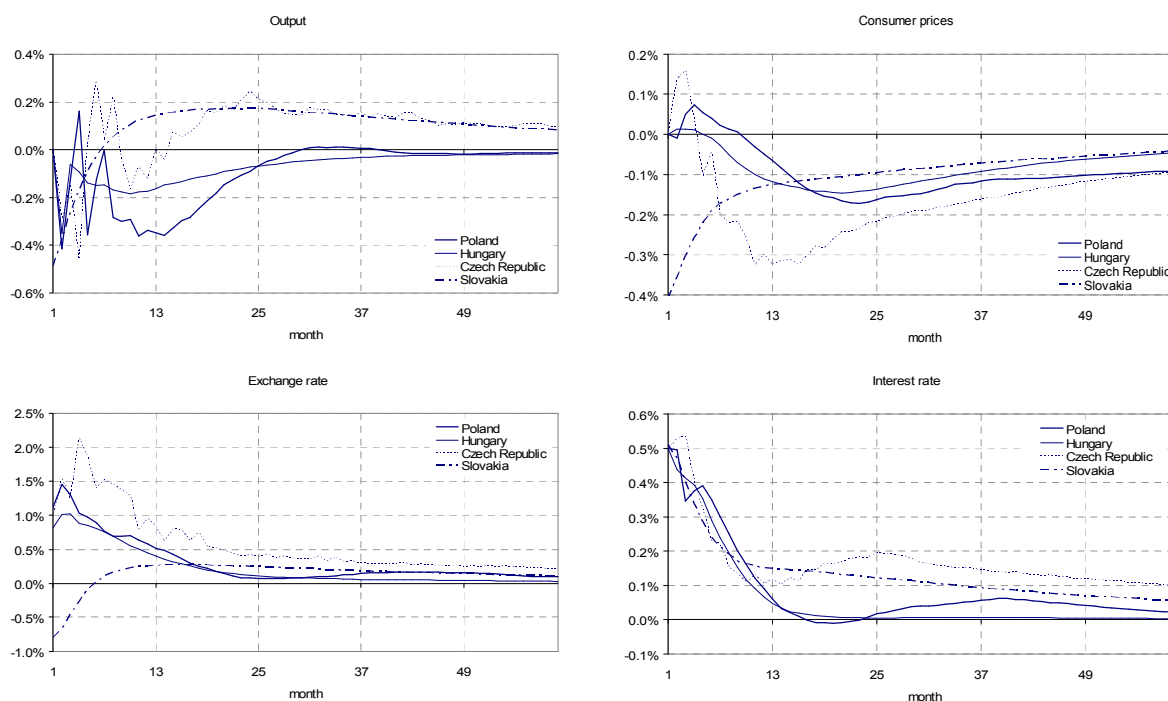 Output
0.4%
0.2%
0.0%
-0.2%
-0.4%
-0.6%
1 13 25 37 49
month
Poland
Hungary
Czech Republic
Slovakia
Consumer prices
0.2%
0.1%
0.0%
-0.1%
-0.2%
-0.3%
-0.4%
1 13 25 37 49
month
Poland
Hungary
Czech Republic
Slovakia
Exchange rate
2.5%
2.0%
1.5%
1.0%
0.5%
0.0%
-0.5%
-1.0%
1 13 25 37 49
month
Poland
Hungary
Czech Republic
Slovakia
Interest rate
0.6%
0.5%
0.4%
0.3%
0.2%
0.1%
0.0%
-0.1%
1 13 25 37 49
month
Poland
Hungary
Czech Republic
Slovakia